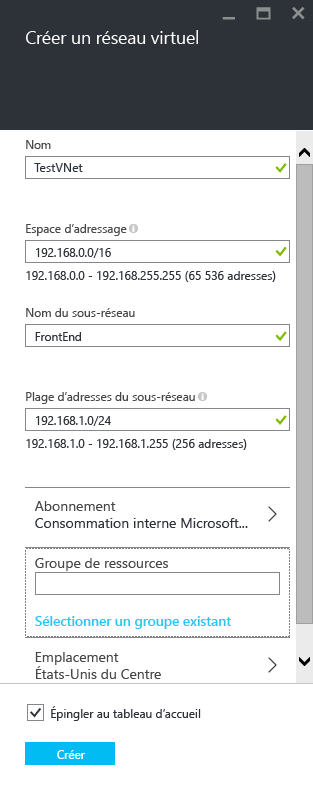 Créer un réseau virtuel
Nom
TestVNet
Espace d'adressage
192.168.0.0/16
192.168.0.0 - 192.168.255.255 (65 536 adresses)
Nom du sous-réseau
FrontEnd
Plage d'adresses du sous-réseau
192.168.1.0/24
192.168.1.0 - 192.168.1.255 (256 adresses)
Abonnement
Consommation interne Microsoft...
Groupe de ressources
Sélectionner un groupe existant
Emplacement
États-Unis du Centre
Épingler au tableau d'accueil
Créer